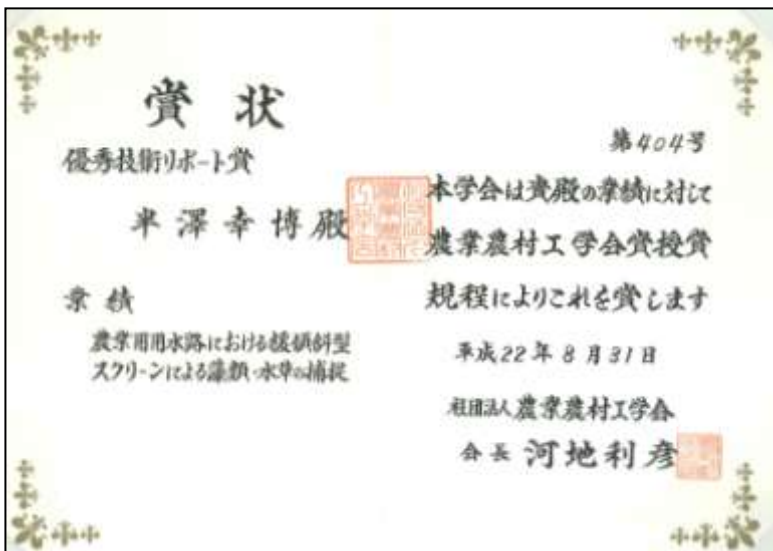 賞状
優秀技術リポート賞
半澤幸博殿
業績
農業用用水路における緩傾斜型
スクリーンによる藻類・水草の捕捉
第404号
本学会は貴殿の業績に対して
農業農村工学会賞授賞
規程によりこれを賞します
平成22年8月31日
社団法人農業農村工学会
会長 河地利彦